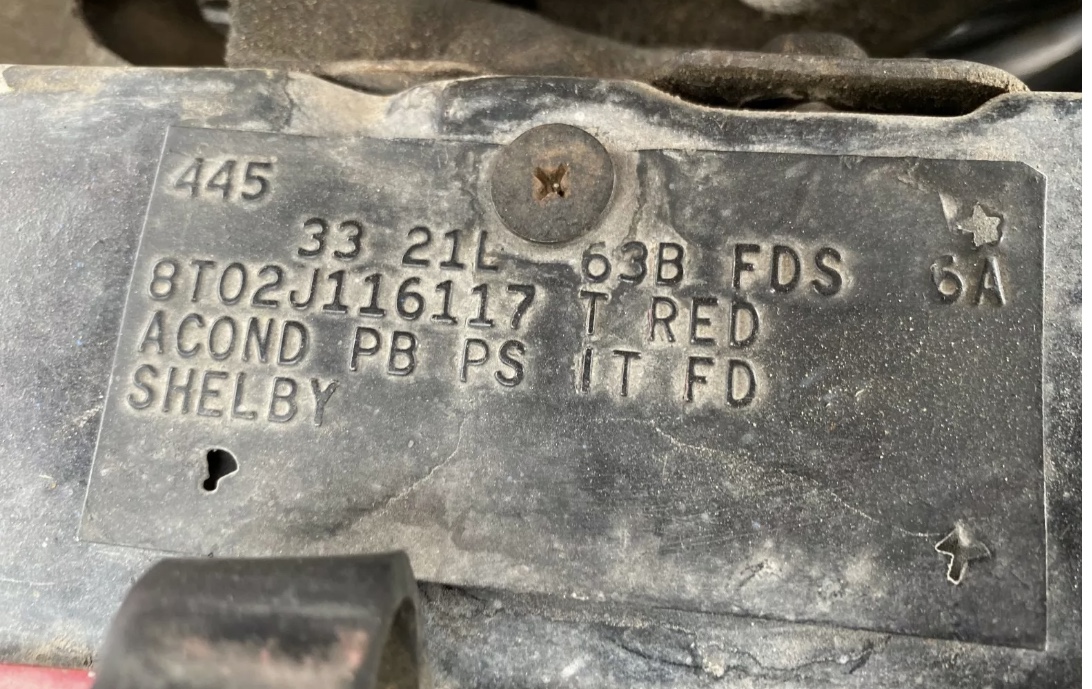 445
33 21L 63B FDS 6A
8T02J116117 T RED
ACOND PB PS IT FD
SHELBY